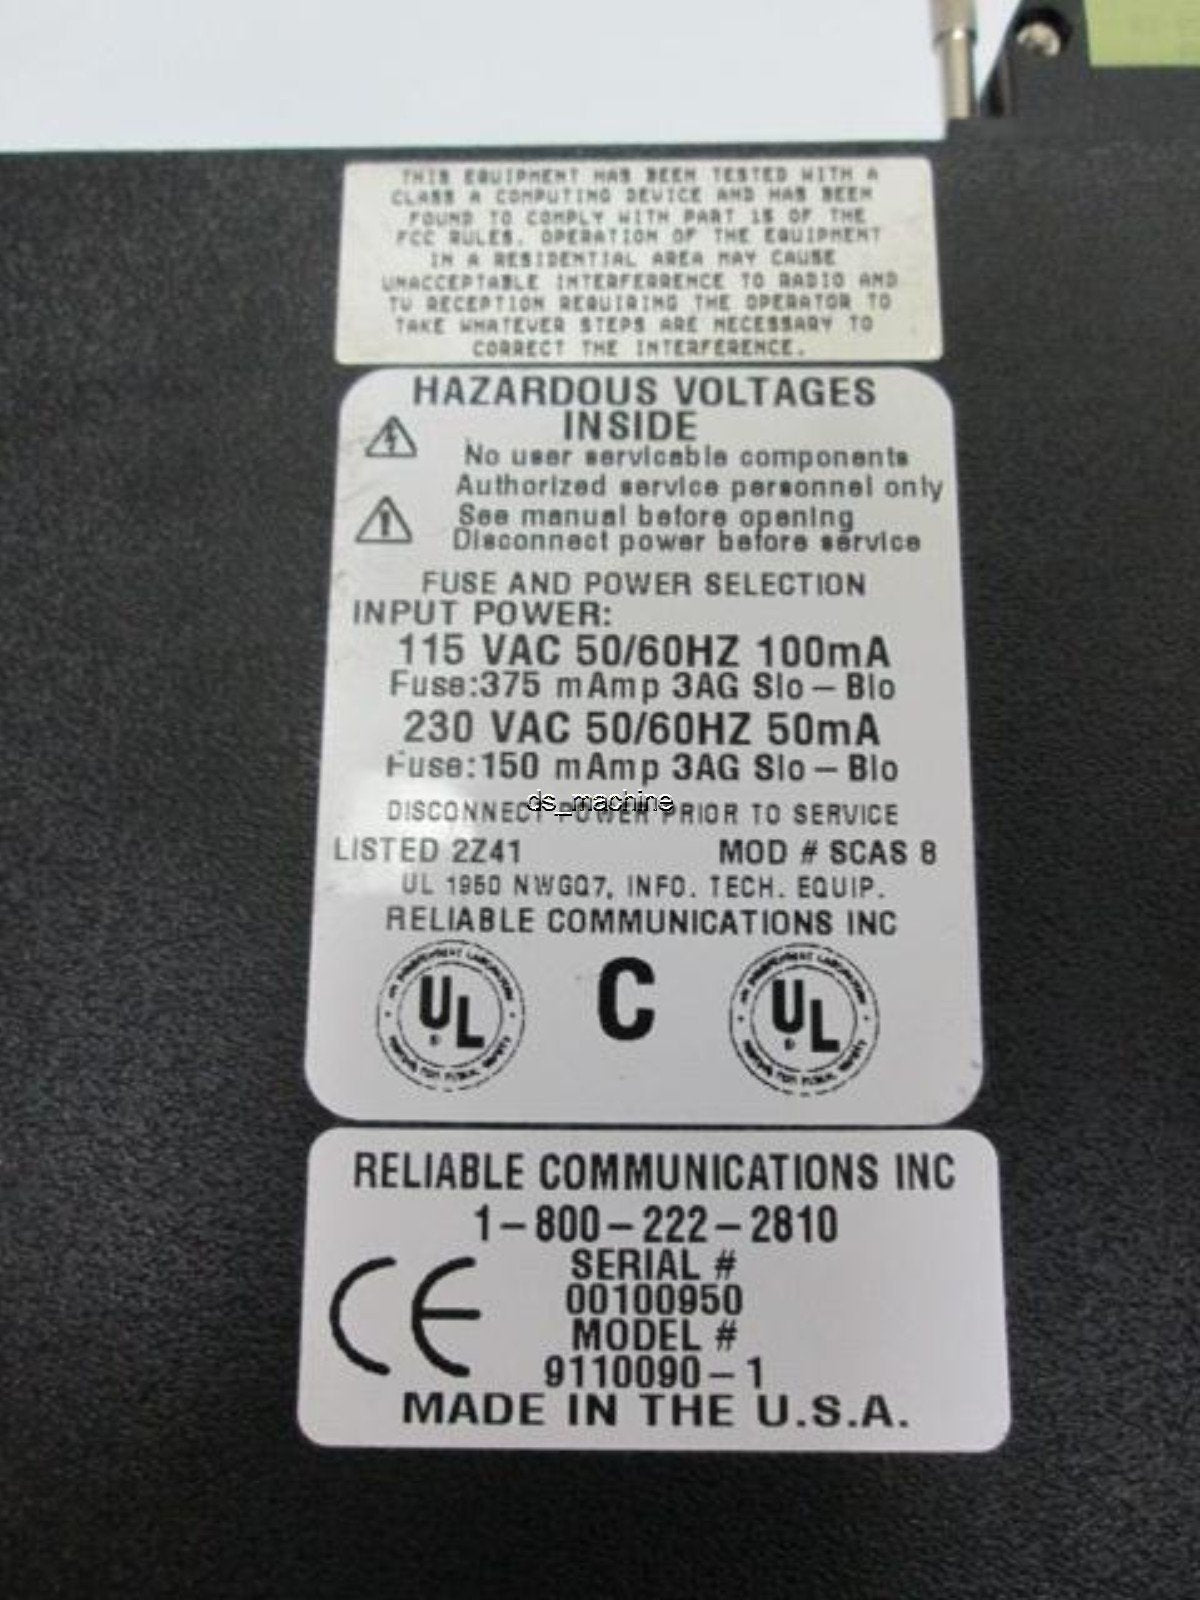 THIS EQUIPMENT HAS BEEN TESTED WITH A
CLASS A COMPUTING DEVICE AND HAS BEEN
FOUND TO COMPLY WITH PART 15 OF THE
FCC RULES. OPERATION OF THE EQUIPMENT
IN A RESIDENTIAL AREA MAY CAUSE
UNACCEPTABLE INTERFERRENCE TO RADIO AND
TV RECEPTION REQUIRING THE OPERATOR TO
TAKE WHATEVER STEPS ARE NECESSARY TO
CORRECT THE INTERFERENCE.
HAZARDOUS VOLTAGES
INSIDE
No user servicable components
Authorized service personnel only
See manual before opening
Disconnect power before service
FUSE AND POWER SELECTION
INPUT POWER:
115 VAC 50/60HZ 100mA
Fuse:375 mAmp 3AG Slo-Blo
230 VAC 50/60HZ 50mA
Fuse:150 mAmp 3AG Slo-Blo
ds_machine
DISCONNECT POWER PRIOR TO SERVICE
LISTED 2Z41 MOD # SCAS 8
UL 1950 NWGQ7, INFO. TECH. EQUIP.
RELIABLE COMMUNICATIONS INC
UL ® C UL ®
RELIABLE COMMUNICATIONS INC
1-800-222-2810
SERIAL #
00100950
MODEL #
9110090-1
CE
MADE IN THE U.S.A.